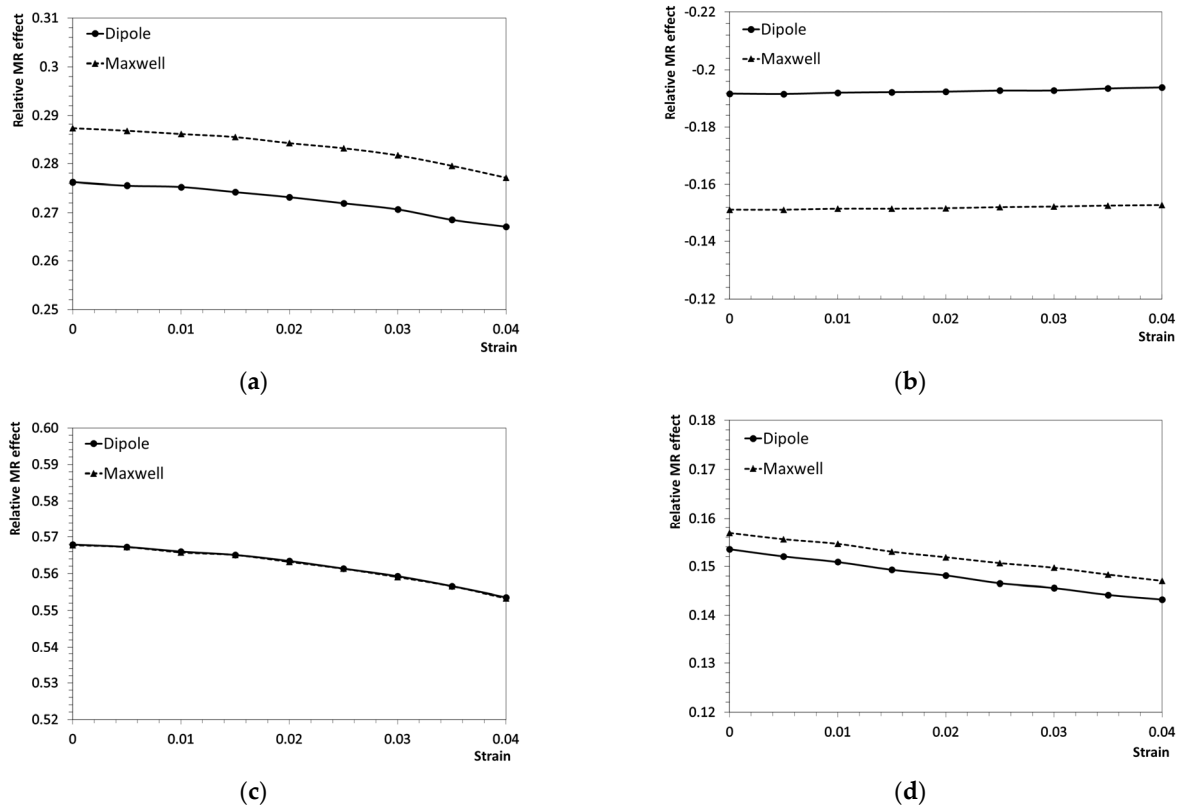 Relative MR effect
0.31
0.3
0.29
0.28
0.27
0.26
0.25
Dipole
Maxwell
0
0.01
0.02
0.03
0.04
Strain
(a)
Relative MR effect
-0.22
-0.2
-0.18
-0.16
-0.14
-0.12
Dipole
Maxwell
0
0.01
0.02
0.03
0.04
Strain
(b)
Relative MR effect
0.60
0.59
0.58
0.57
0.56
0.55
0.54
0.53
0.52
Dipole
Maxwell
0
0.01
0.02
0.03
0.04
Strain
(c)
Relative MR effect
0.18
0.17
0.16
0.15
0.14
0.13
0.12
Dipole
Maxwell
0
0.01
0.02
0.03
0.04
Strain
(d)